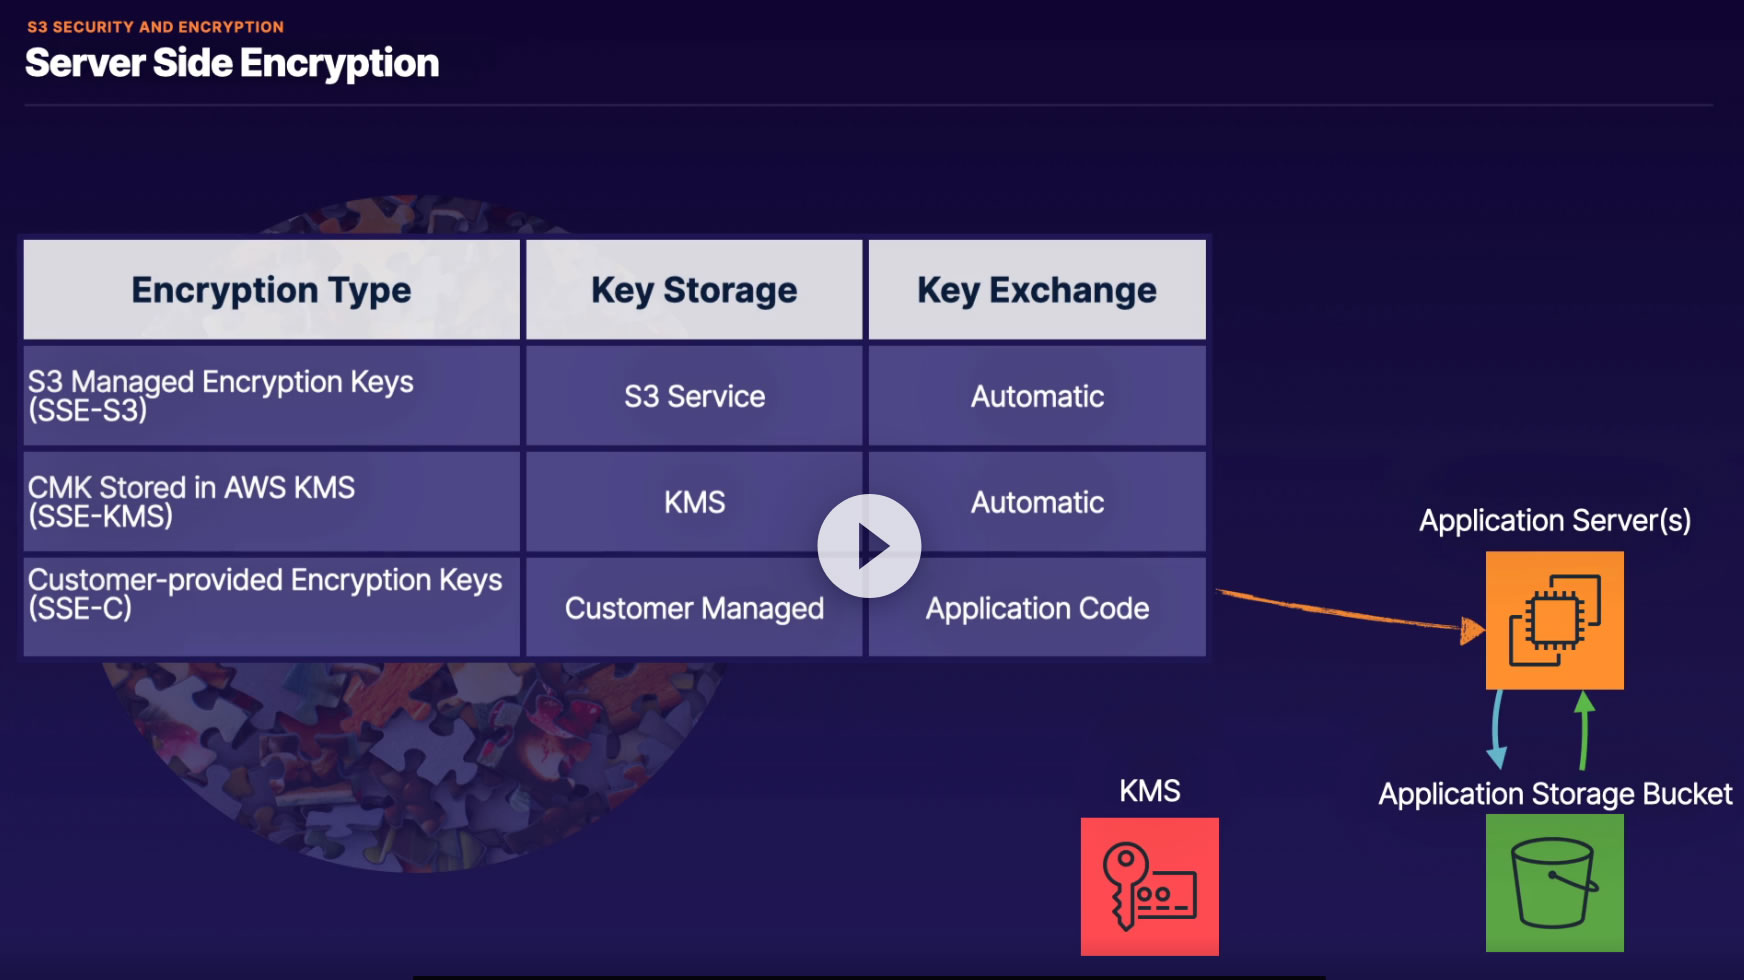 S3 SECURITY AND ENCRYPTION
Server Side Encryption
Encryption Type
Key Storage
Key Exchange
S3 Managed Encryption Keys
(SSE-S3)
S3 Service
Automatic
CMK Stored in AWS KMS
(SSE-KMS)
KMS
Automatic
Customer-provided Encryption Keys
(SSE-C)
Customer Managed
Application Code
Application Server(s)
KMS
Application Storage Bucket